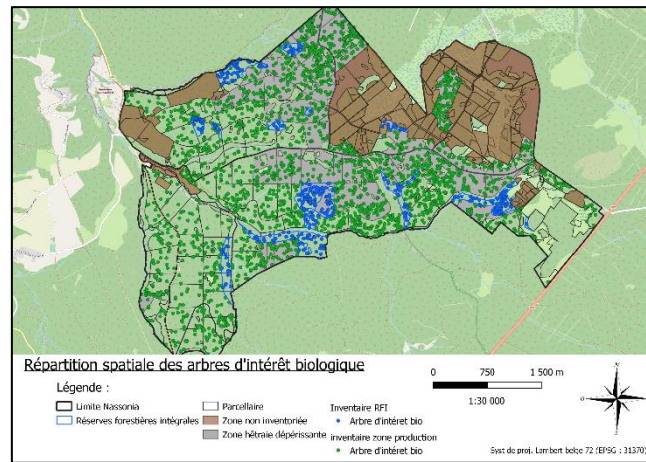 Répartition spatiale des arbres d'intérêt biologique
0 750 1 500 m
1:30 000
Légende :
Limite Nassonia
Réserves forestières intégrales
Parcellaire
Zone non inventoriée
Zone hêtraie dépérissante
Inventaire RFI
Arbre d'intéret bio
inventaire zone production
Arbre d'intéret bio
N
Syst de proj. Lambert belge 72 (EPSG : 31370)